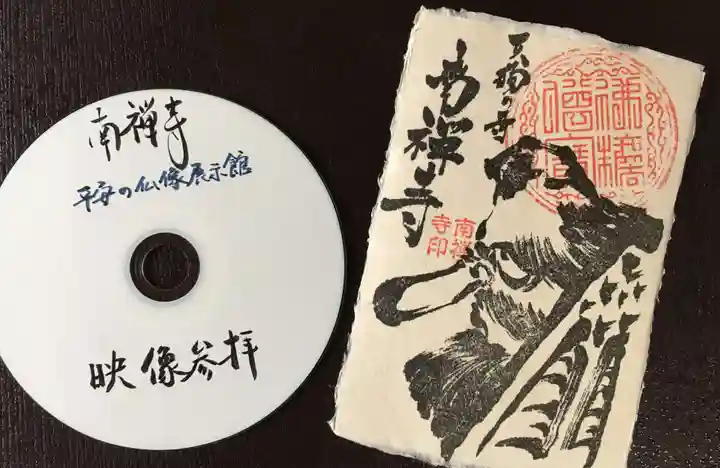 南禅寺
平安の仏像展示館
映像参拝
天狗の寺
南禅寺
南禅
寺印